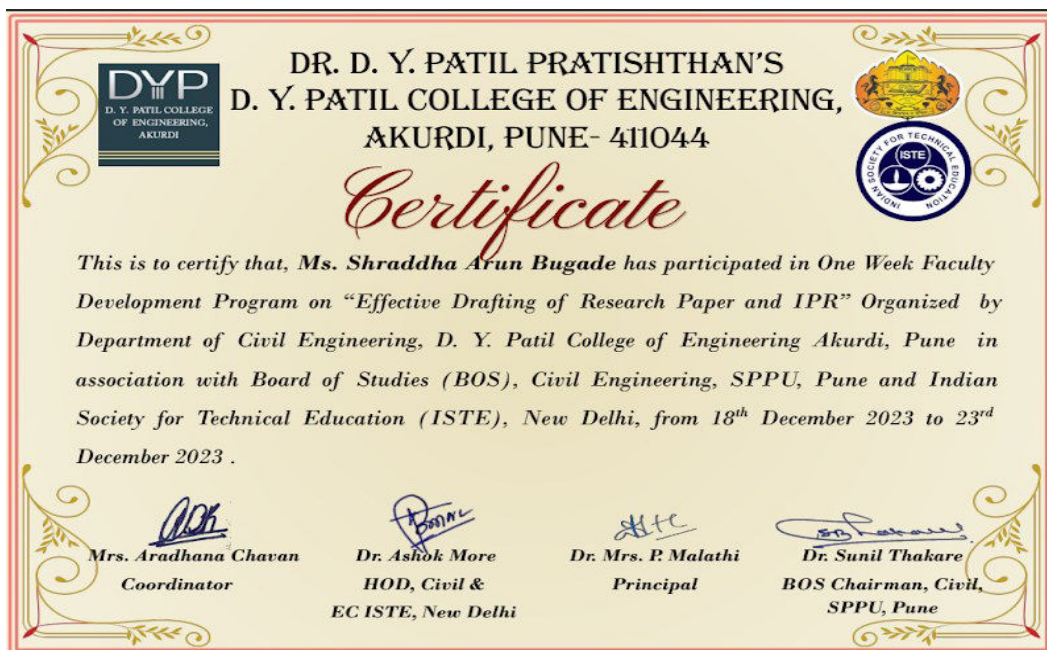 DR. D. Y. PATIL PRATISHTHAN'S
D. Y. PATIL COLLEGE OF ENGINEERING,
AKURDI, PUNE- 411044
DYP
D. Y. PATIL COLLEGE
OF ENGINEERING,
AKURDI
INDIAN SOCIETY FOR TECHNICAL EDUCATION
ISTE
Certificate
This is to certify that, Ms. Shraddha Arun Bugade has participated in One Week Faculty
Development Program on “Effective Drafting of Research Paper and IPR” Organized by
Department of Civil Engineering, D. Y. Patil College of Engineering Akurdi, Pune in
association with Board of Studies (BOS), Civil Engineering, SPPU, Pune and Indian
Society for Technical Education (ISTE), New Delhi, from 18th December 2023 to 23rd
December 2023 .
Mrs. Aradhana Chavan
Coordinator
Dr. Ashok More
HOD, Civil &
EC ISTE, New Delhi
Dr. Mrs. P. Malathi
Principal
Dr. Sunil Thakare
BOS Chairman, Civil,
SPPU, Pune